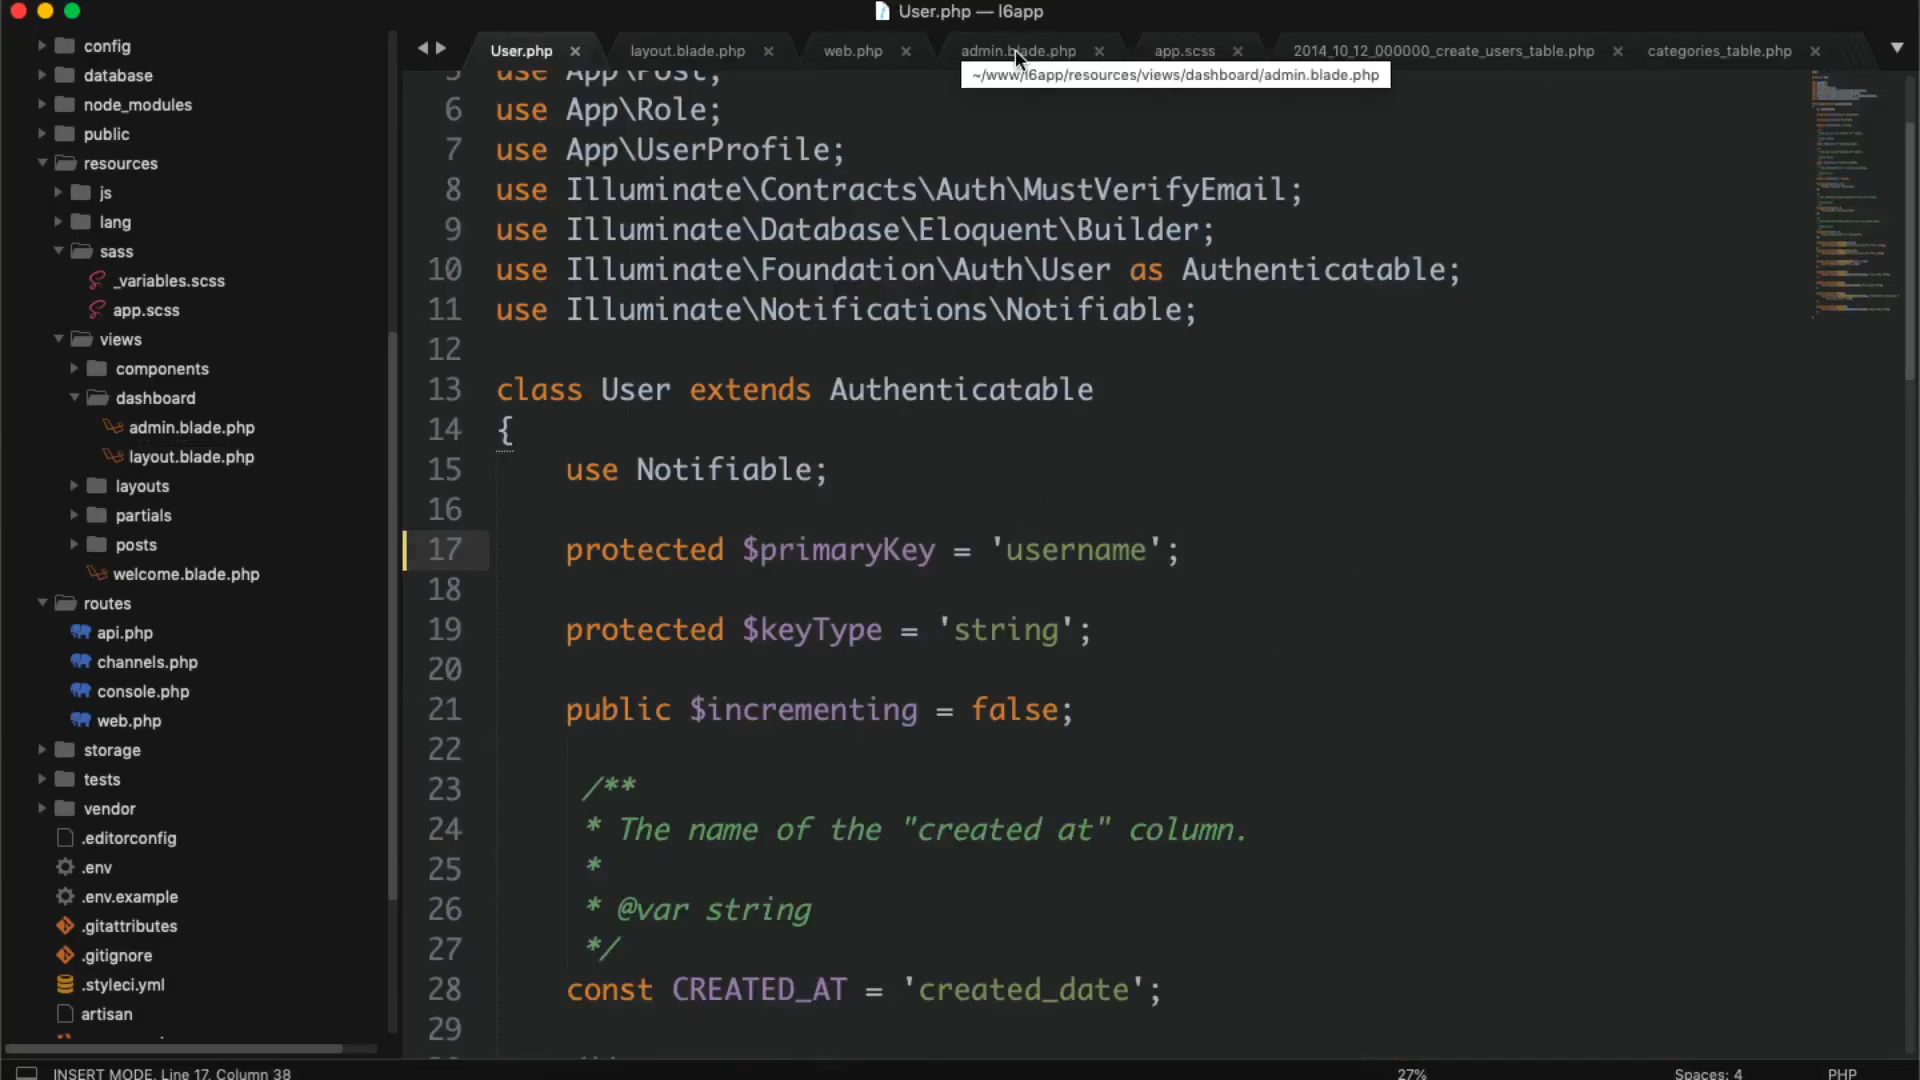 User.php — l6app
config
database
node_modules
public
resources
js
lang
sass
_variables.scss
app.scss
views
components
dashboard
admin.blade.php
layout.blade.php
layouts
partials
posts
welcome.blade.php
routes
api.php
channels.php
console.php
web.php
storage
tests
vendor
.editorconfig
.env
.env.example
.gitattributes
.gitignore
.styleci.yml
artisan
User.php × layout.blade.php × web.php × admin.blade.php × app.scss × 2014_10_12_000000_create_users_table.php × categories_table.php ×
~/www/l6app/resources/views/dashboard/admin.blade.php
5 use App\Post;
6 use App\Role;
7 use App\UserProfile;
8 use Illuminate\Contracts\Auth\MustVerifyEmail;
9 use Illuminate\Database\Eloquent\Builder;
10 use Illuminate\Foundation\Auth\User as Authenticatable;
11 use Illuminate\Notifications\Notifiable;
12
13 class User extends Authenticatable
14 {
15 use Notifiable;
16
17 protected $primaryKey = 'username';
18
19 protected $keyType = 'string';
20
21 public $incrementing = false;
22
23 /**
24 * The name of the "created at" column.
25 *
26 * @var string
27 */
28 const CREATED_AT = 'created_date';
29
INSERT MODE, Line 17, Column 38
27%
Spaces: 4
PHP